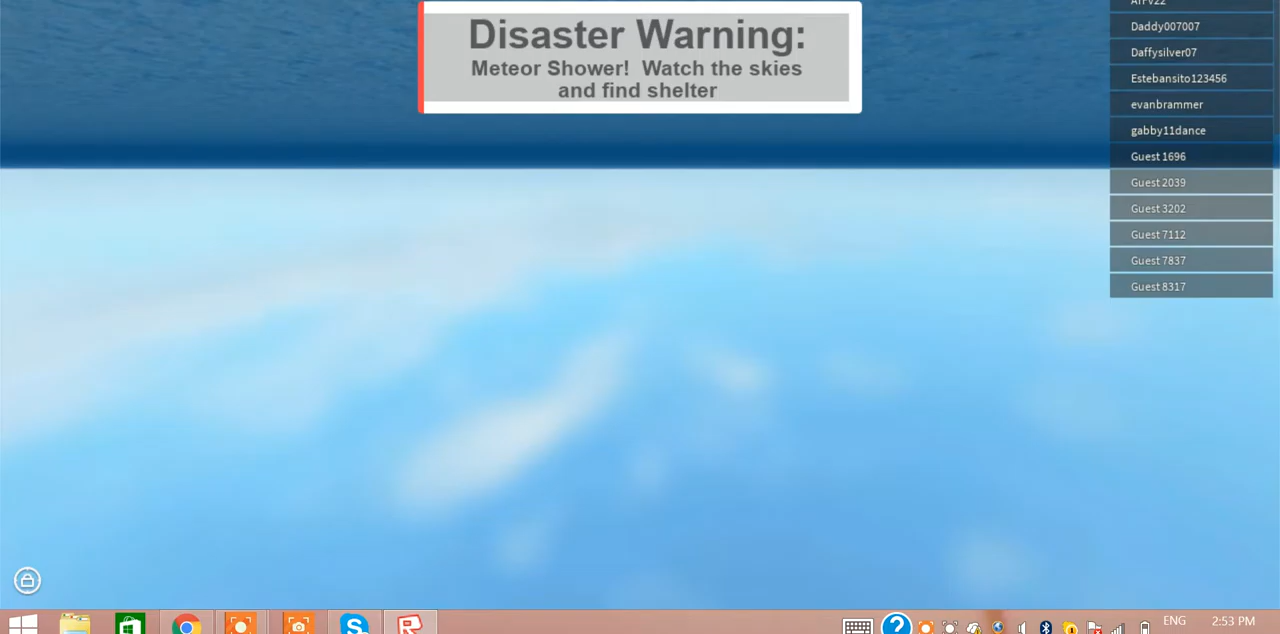 Disaster Warning:
Meteor Shower! Watch the skies
and find shelter
Daddy007007
Daffysilver07
Estebansito123456
evanbrammer
gabby11dance
Guest 1696
Guest 2039
Guest 3202
Guest 7112
Guest 7837
Guest 8317
ENG
2:53 PM